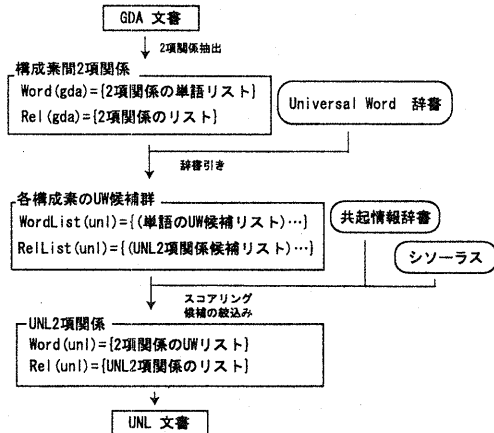 GDA 文書
2項関係抽出
構成素間2項関係
Word(gda)={2項関係の単語リスト}
Rel(gda)={2項関係のリスト}
Universal Word 辞書
辞書引き
各構成素のUW候補群
WordList(unl)={(単語のUW候補リスト)…}
RelList(unl)={(UNL2項関係候補リスト)…}
共起情報辞書
シソーラス
スコアリング
候補の絞込み
UNL2項関係
Word(unl)={2項関係のUWリスト}
Rel(unl)={UNL2項関係のリスト}
UNL 文書